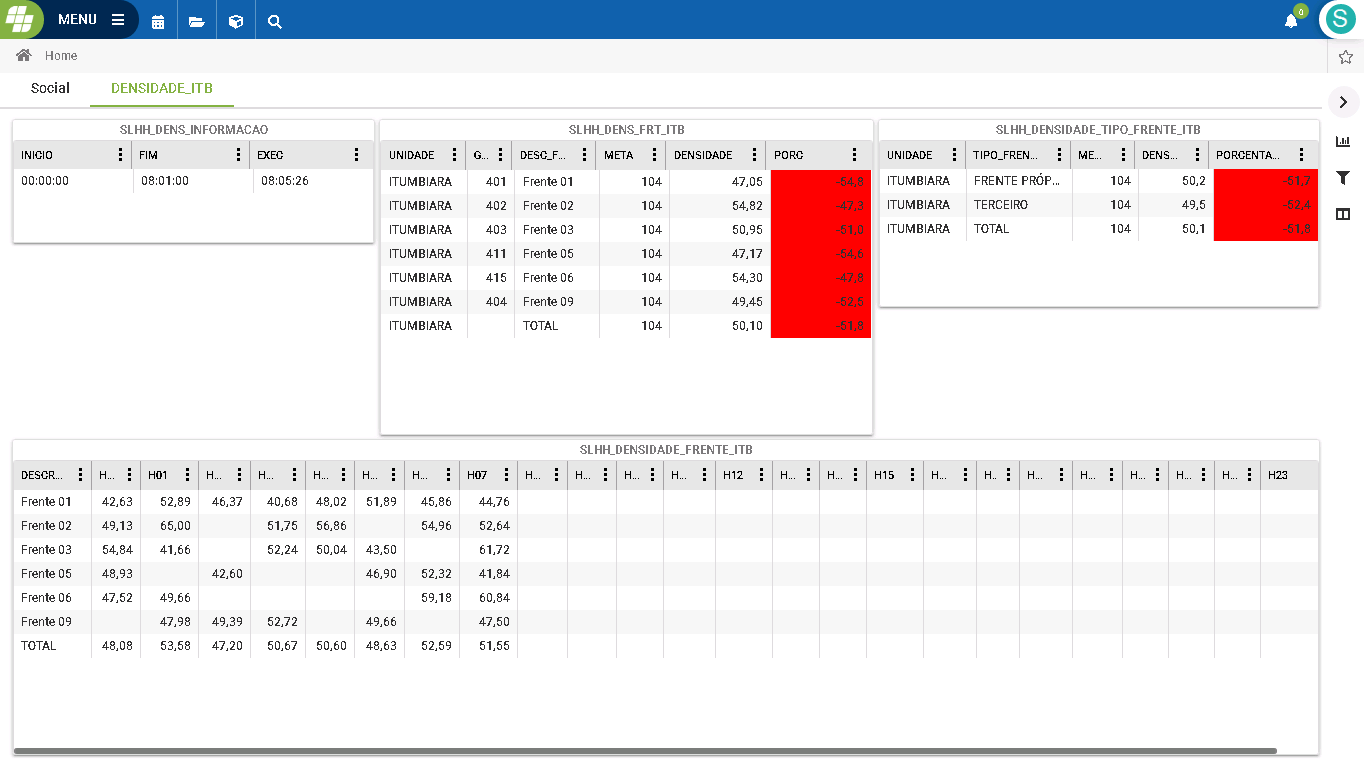 MENU
0
S
Home
Social DENSIDADE_ITB
SLHH_DENS_INFORMACAO
INICIO FIM EXEC
00:00:00 08:01:00 08:05:26
SLHH_DENS_FRT_ITB
UNIDADE G... DESC_F... META DENSIDADE PORC
ITUMBIARA 401 Frente 01 104 47,05 -54,8
ITUMBIARA 402 Frente 02 104 54,82 -47,3
ITUMBIARA 403 Frente 03 104 50,95 -51,0
ITUMBIARA 411 Frente 05 104 47,17 -54,6
ITUMBIARA 415 Frente 06 104 54,30 -47,8
ITUMBIARA 404 Frente 09 104 49,45 -52,5
ITUMBIARA TOTAL 104 50,10 -51,8
SLHH_DENSIDADE_TIPO_FRENTE_ITB
UNIDADE TIPO_FREN... ME... DENS... PORCENTA...
ITUMBIARA FRENTE PRÓP... 104 50,2 -51,7
ITUMBIARA TERCEIRO 104 49,5 -52,4
ITUMBIARA TOTAL 104 50,1 -51,8
SLHH_DENSIDADE_FRENTE_ITB
DESCR... H... H01 H... H... H... H... H... H07 H... H... H... H... H12 H... H... H15 H... H... H... H... H... H... H... H23
Frente 01 42,63 52,89 46,37 40,68 48,02 51,89 45,86 44,76
Frente 02 49,13 65,00 51,75 56,86 54,96 52,64
Frente 03 54,84 41,66 52,24 50,04 43,50 61,72
Frente 05 48,93 42,60 46,90 52,32 41,84
Frente 06 47,52 49,66 59,18 60,84
Frente 09 47,98 49,39 52,72 49,66 47,50
TOTAL 48,08 53,58 47,20 50,67 50,60 48,63 52,59 51,55